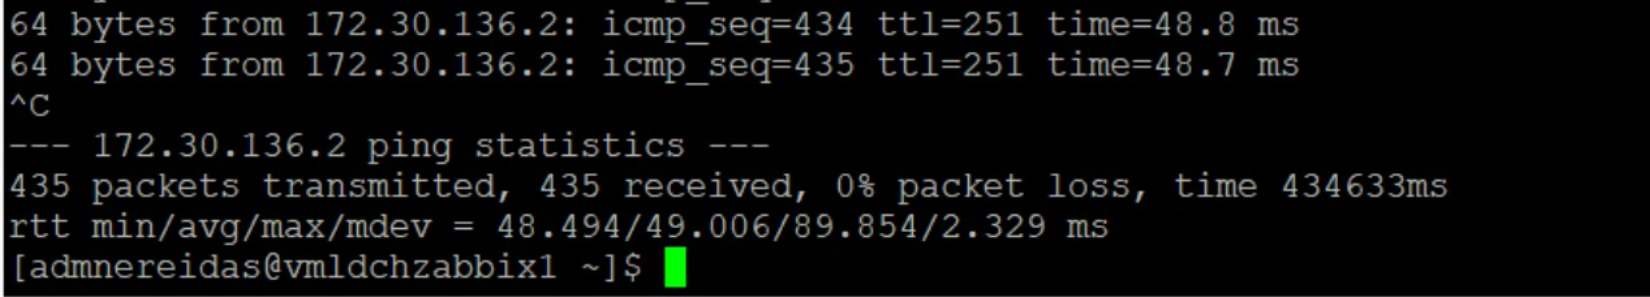 64 bytes from 172.30.136.2: icmp_seq=434 ttl=251 time=48.8 ms
64 bytes from 172.30.136.2: icmp_seq=435 ttl=251 time=48.7 ms
^C
--- 172.30.136.2 ping statistics ---
435 packets transmitted, 435 received, 0% packet loss, time 434633ms
rtt min/avg/max/mdev = 48.494/49.006/89.854/2.329 ms
[admnereidas@vmldchzabbix1 ~]$